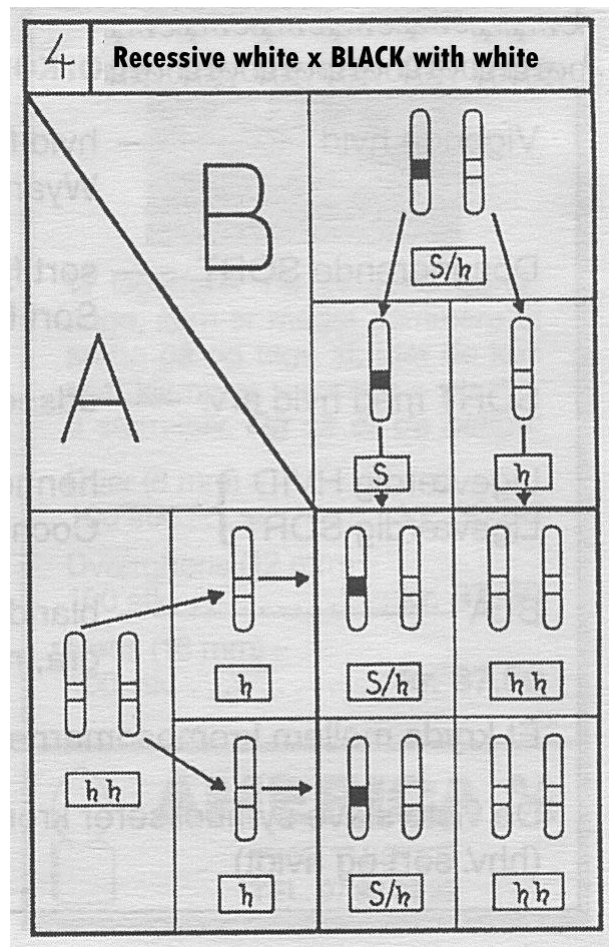 4 Recessive white x BLACK with white
B
S/h
A
S h
h S/h hh
hh
h S/h hh